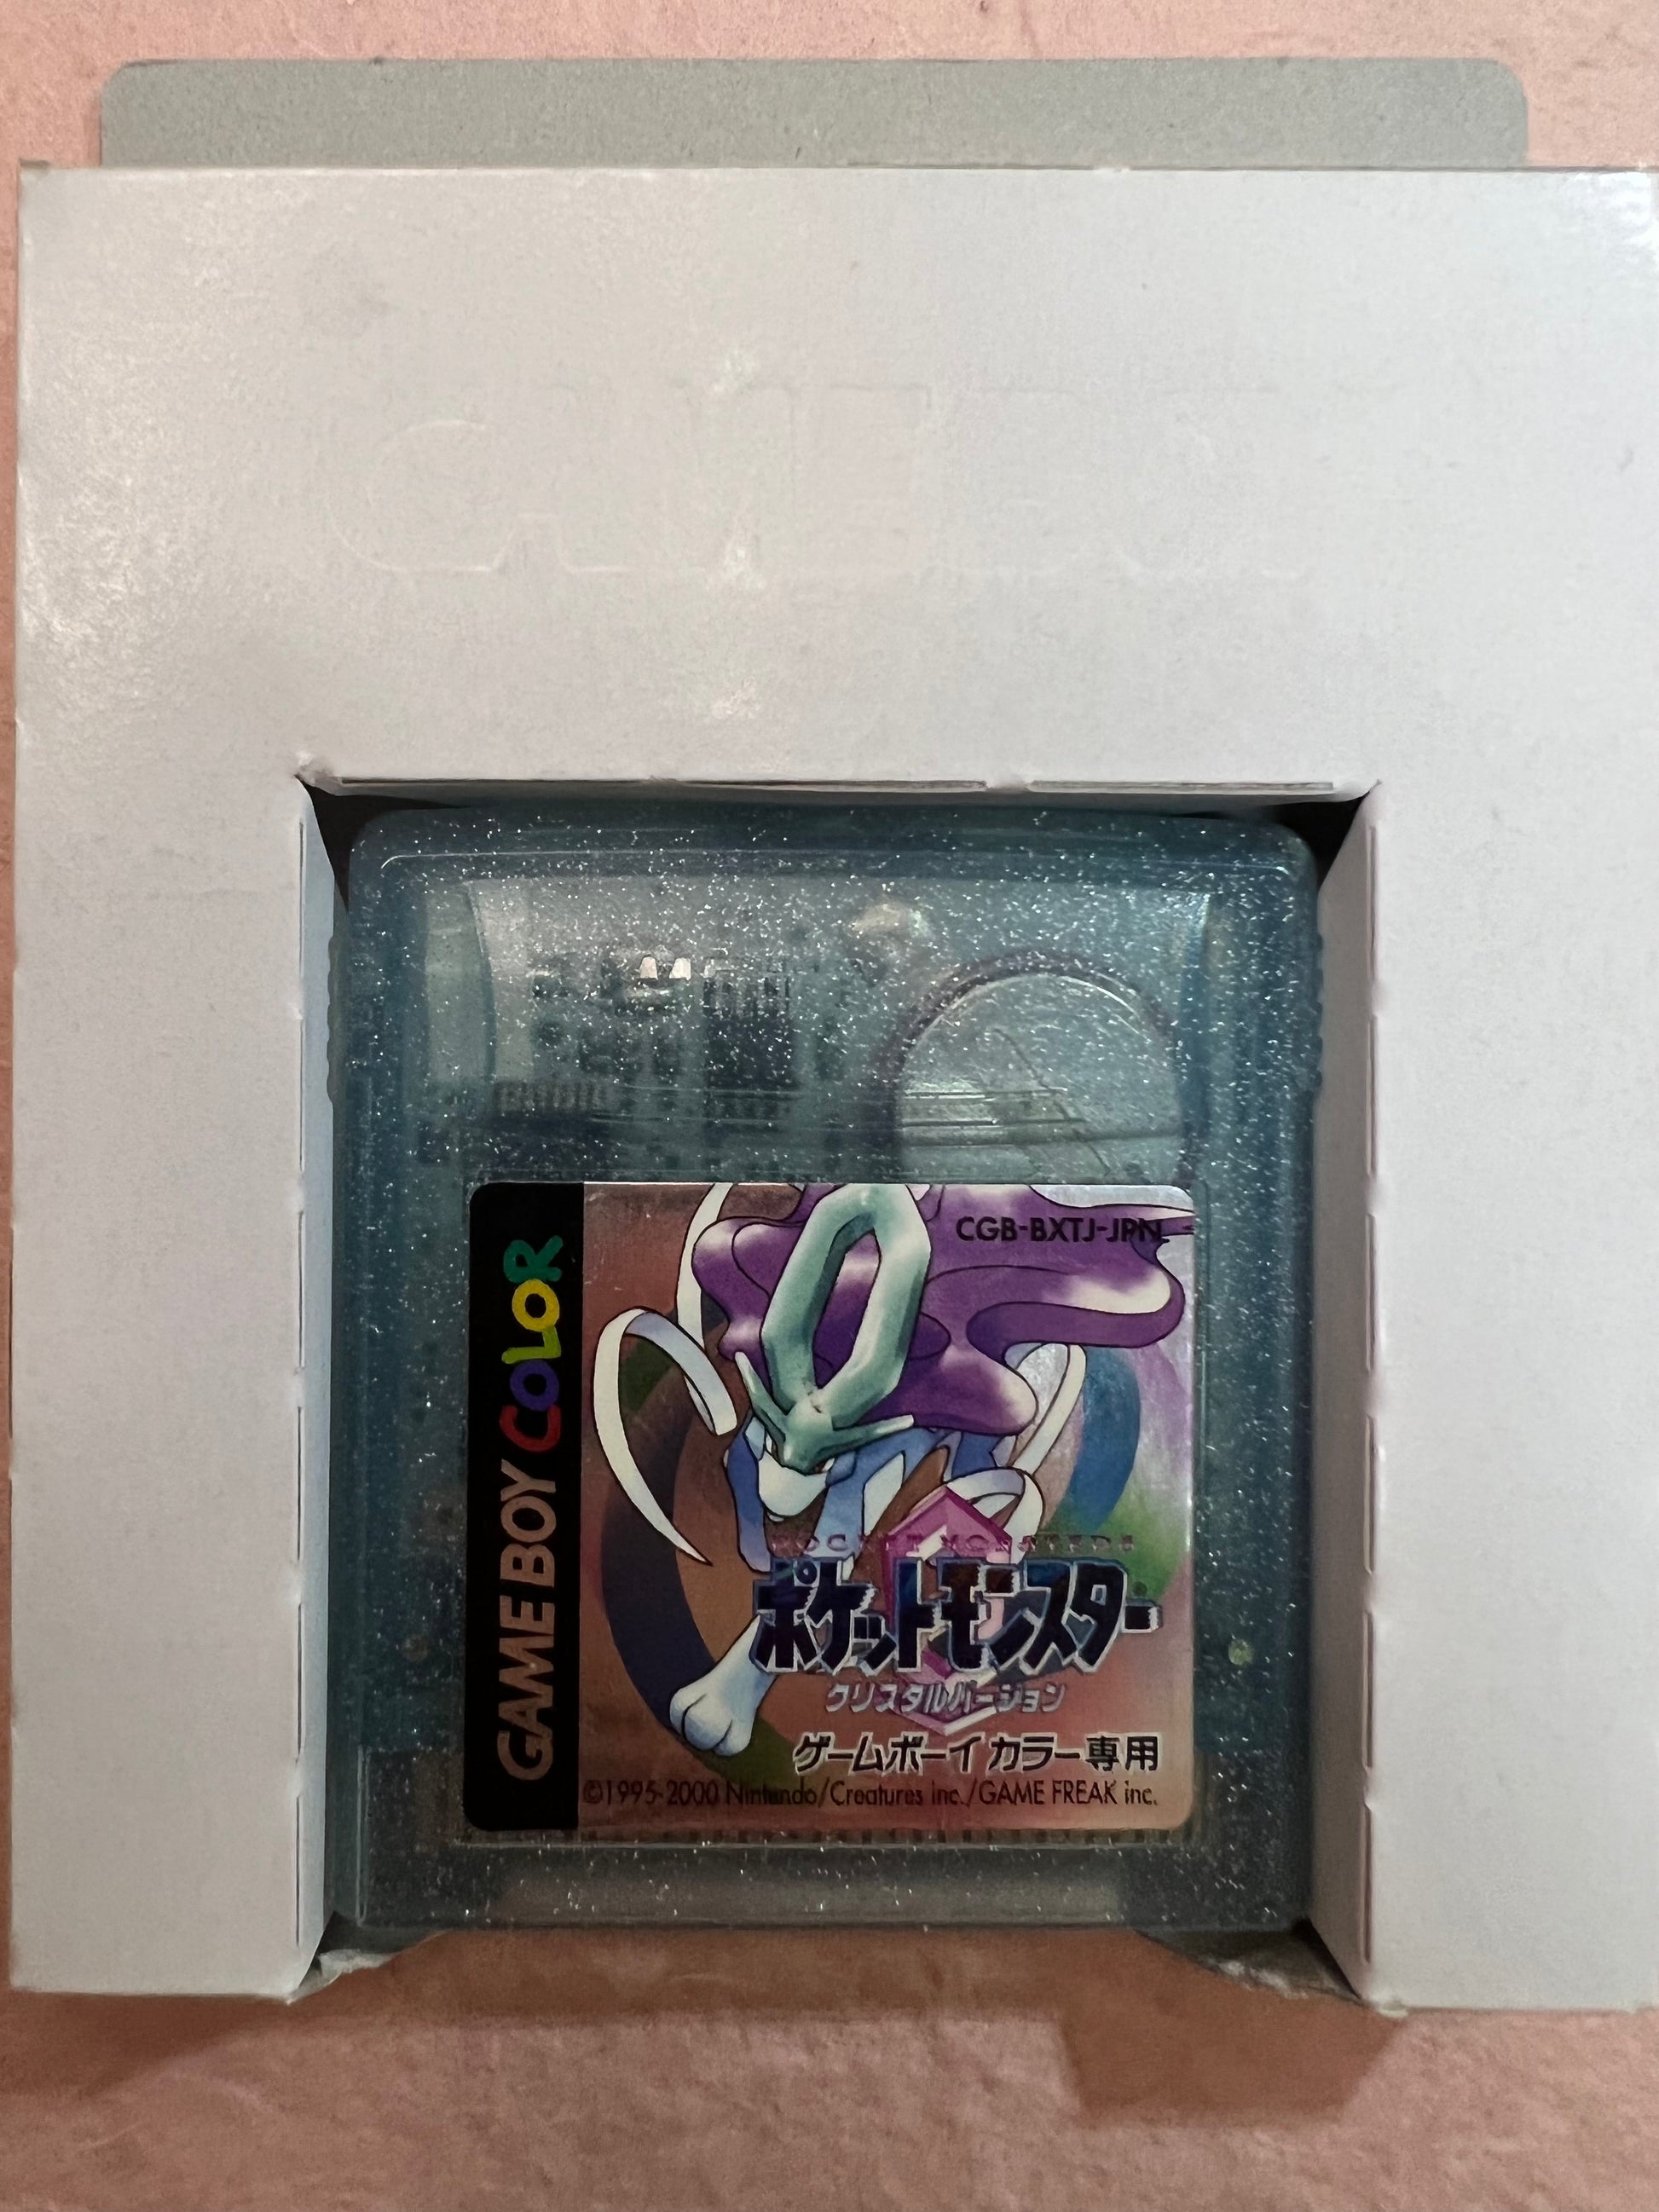 CGB-BXTJ-JPN
GAME BOY COLOR
POCKET MONSTERS
ポケットモンスター
クリスタルバージョン
ゲームボーイカラー専用
©1995-2000 Nintendo/Creatures inc./GAME FREAK inc.